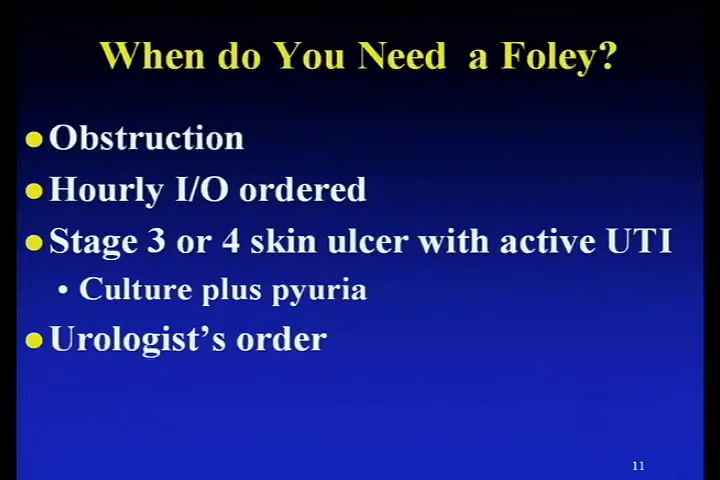 When do You Need a Foley?
Obstruction
Hourly I/O ordered
Stage 3 or 4 skin ulcer with active UTI
Culture plus pyuria
Urologist's order
11